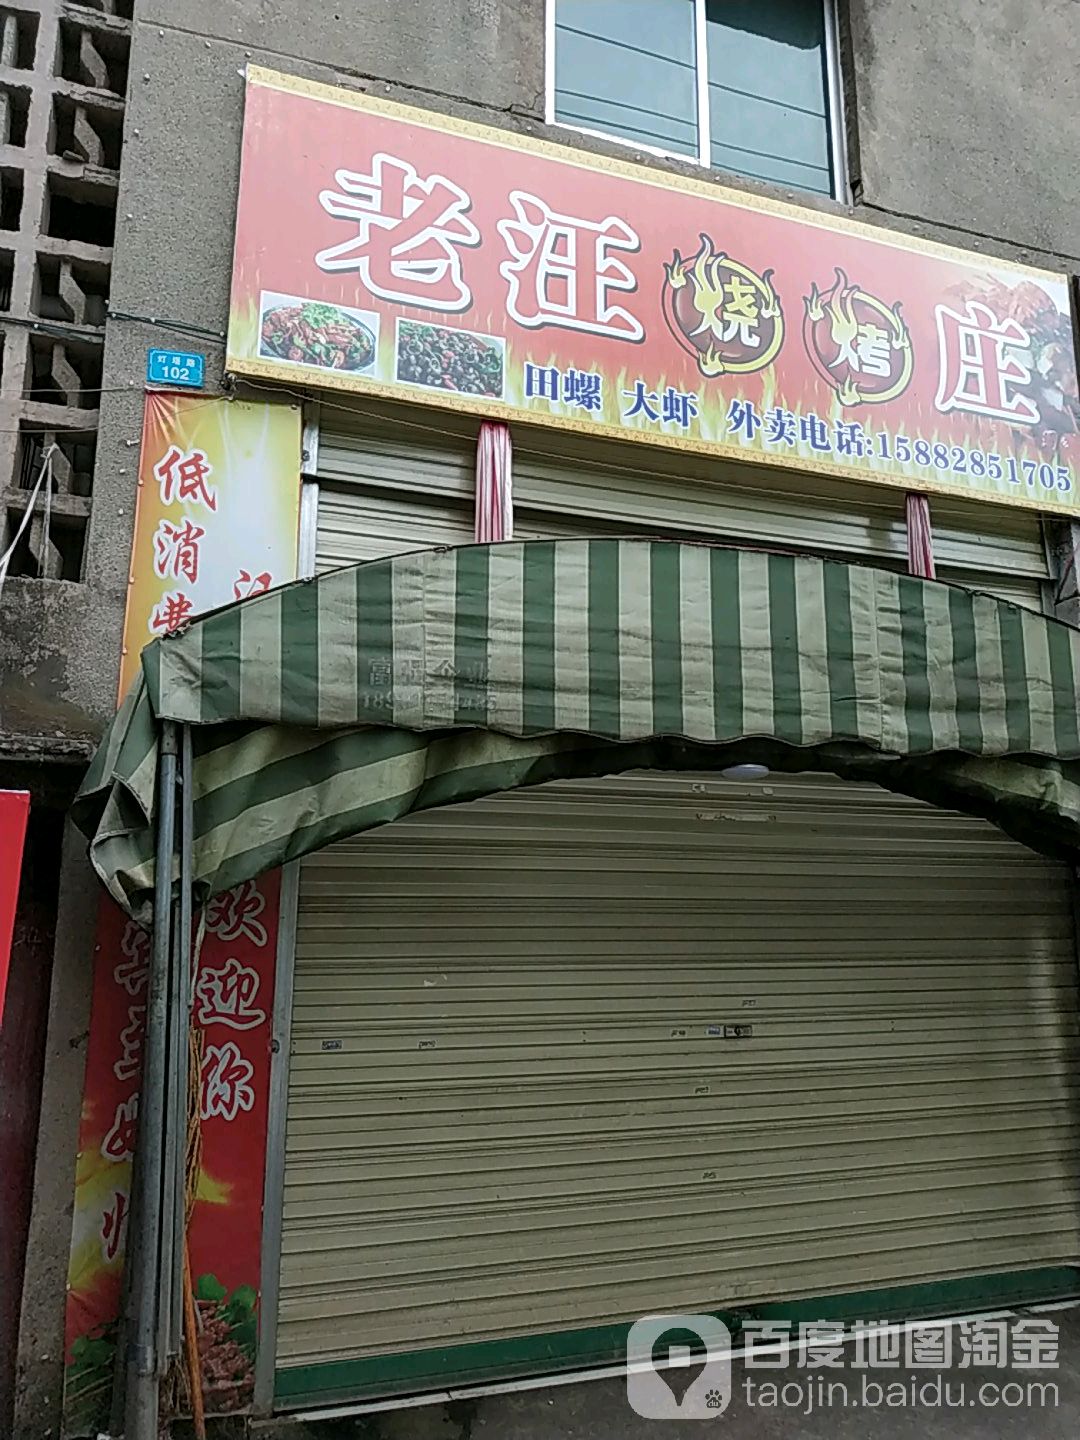 老汪烧烤庄
田螺 大虾 外卖电话:15882851705
灯塔路
102
低消费
欢迎你
百度地图淘金
taojin.baidu.com